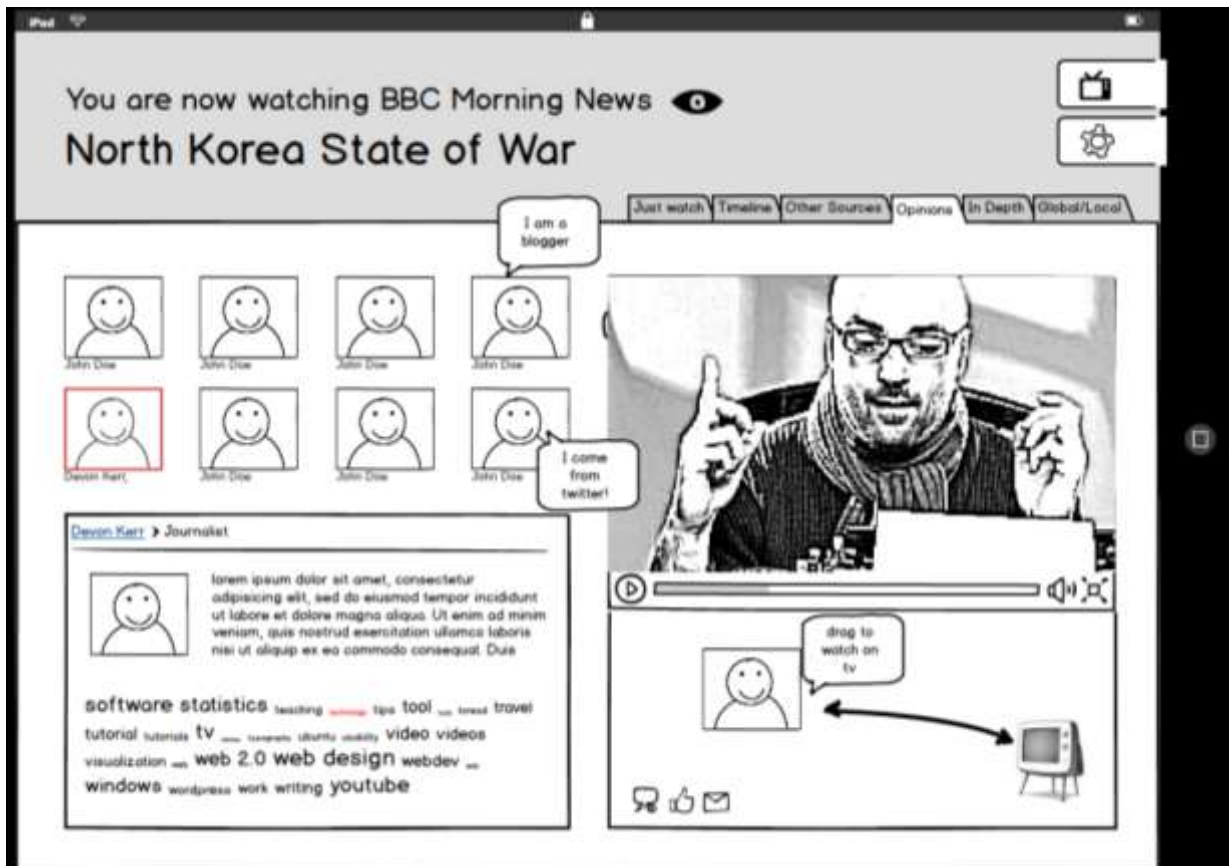 iPad
You are now watching BBC Morning News
North Korea State of War
Just watch Timeline Other Sources Opinions In Depth Global/Local
I am a
blogger
John Doe John Doe John Doe John Doe
Devon Kerr John Doe John Doe John Doe
I come
from
twitter!
Devon Kerr > Journalist
lorem ipsum dolor sit amet, consectetur
adipisicing elit, sed do eiusmod tempor incididunt
ut labore et dolore magna aliqua. Ut enim ad minim
veniam, quis nostrud exercitation ullamco laboris
nisi ut aliquip ex ea commodo consequat. Duis
software statistics teaching technology tips tool toread travel
tutorial tutorials tv typography ubuntu usability video videos
visualization web 2.0 web design webdev
windows wordpress work writing youtube
drag to
watch on
tv